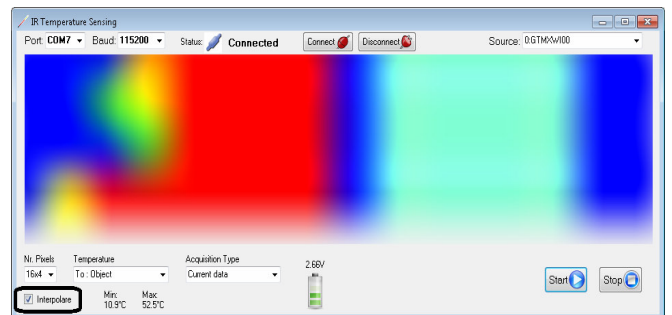 IR Temperature Sensing
Port: COM7 Baud: 115200 Status: Connected Connect Disconnect Source: 0:GTMXWI00
Nr. Pixels Temperature Acquisition Type 2.66V
16x4 To : Object Current data
Start Stop
Interpolare Min: Max:
10.9°C 52.5°C